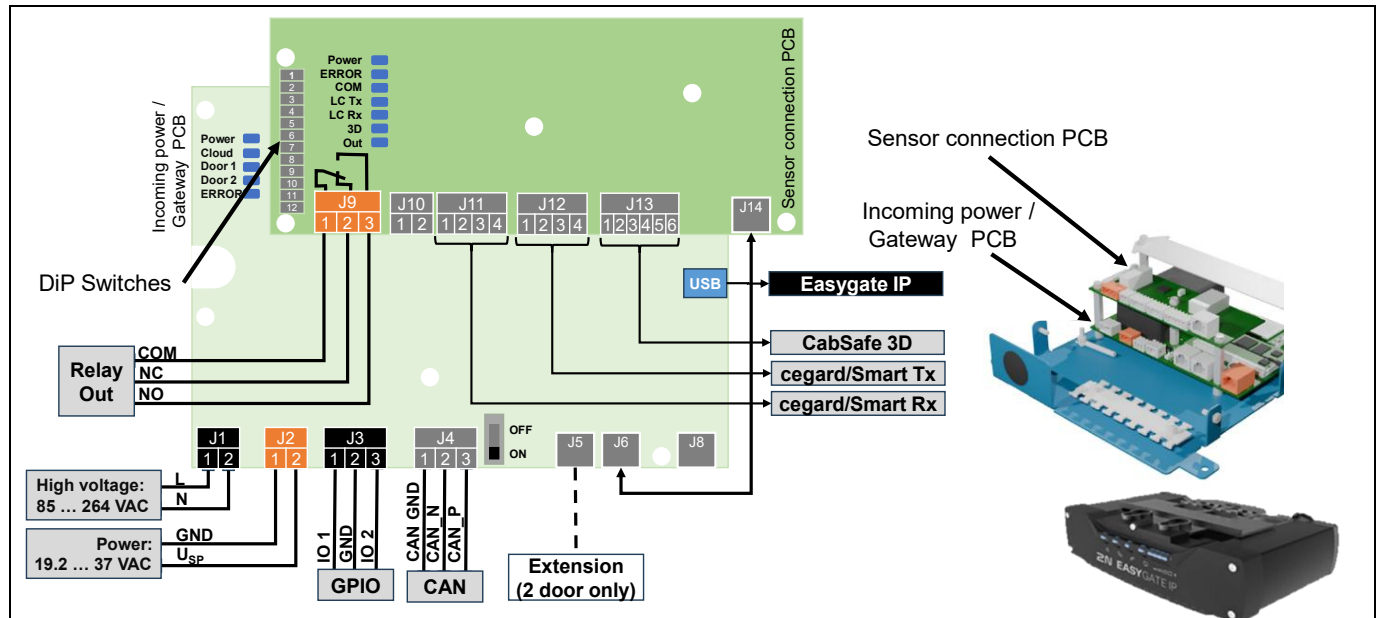 Power
ERROR
COM
LC Tx
LC Rx
3D
Out
1
2
3
4
5
6
7
8
9
10
11
12
Incoming power /
Gateway PCB
Power
Cloud
Door 1
Door 2
ERROR
Sensor connection PCB
J9
1 2 3
J10
1 2
J11
1 2 3 4
J12
1 2 3 4
J13
1 2 3 4 5 6
J14
DiP Switches
USB
Easygate IP
CabSafe 3D
cegard/Smart Tx
cegard/Smart Rx
Relay
Out
COM
NC
NO
J1
1 2
J2
1 2
J3
1 2 3
J4
1 2 3
OFF
ON
J5
J6
J8
High voltage:
85 ... 264 VAC
L
N
Power:
19.2 ... 37 VAC
GND
USP
IO 1
GND
IO 2
GPIO
CAN GND
CAN_N
CAN_P
CAN
Extension
(2 door only)
Sensor connection PCB
Incoming power /
Gateway PCB
2N EASYGATE IP